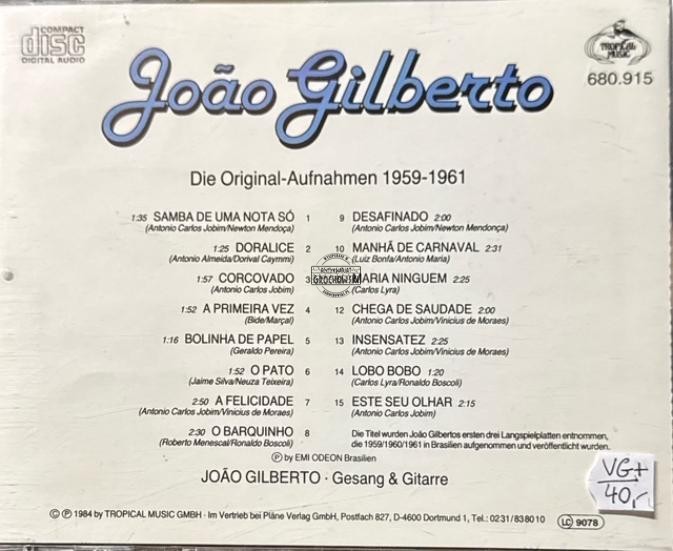 COMPACT
disc
DIGITAL AUDIO
TROPICAL
MUSIC
680.915
João Gilberto
Die Original-Aufnahmen 1959-1961
1:35 SAMBA DE UMA NOTA SÓ 1
(Antonio Carlos Jobim/Newton Mendoça)
1:25 DORALICE 2
(Antonio Almeida/Dorival Caymmi)
1:57 CORCOVADO 3
(Antonio Carlos Jobim)
1:52 A PRIMEIRA VEZ 4
(Bide/Marçal)
1:16 BOLINHA DE PAPEL 5
(Geraldo Pereira)
1:52 O PATO 6
(Jaime Silva/Neuza Teixeira)
2:50 A FELICIDADE 7
(Antonio Carlos Jobim/Vinicius de Moraes)
2:30 O BARQUINHO 8
(Roberto Menescal/Ronaldo Boscoli)
9 DESAFINADO 2:00
(Antonio Carlos Jobim/Newton Mendonça)
10 MANHÃ DE CARNAVAL 2:31
(Luiz Bonfa/Antonio Maria)
MARIA NINGUEM 2:25
(Carlos Lyra)
12 CHEGA DE SAUDADE 2:00
(Antonio Carlos Jobim/Vinicius de Moraes)
13 INSENSATEZ 2:25
(Antonio Carlos Jobim/Vinicius de Moraes)
14 LOBO BOBO 1:20
(Carlos Lyra/Ronaldo Boscoli)
15 ESTE SEU OLHAR 2:15
(Antonio Carlos Jobim)
Die Titel wurden João Gilbertos ersten drei Langspielplatten entnommen,
die 1959/1960/1961 in Brasilien aufgenommen und veröffentlicht wurden.
℗ by EMI ODEON Brasilien
JOÃO GILBERTO · Gesang & Gitarre
VG+
40,-
© ℗ 1984 by TROPICAL MUSIC GMBH · Im Vertrieb bei Pläne Verlag GmbH, Postfach 827, D-4600 Dortmund 1, Tel.: 0231/838010
LC 9078
GROCHOWSKI